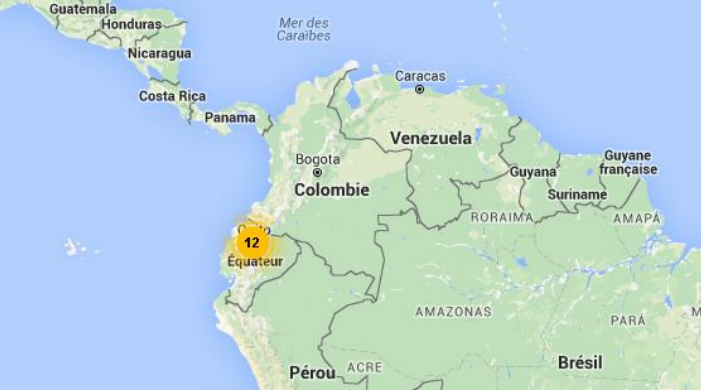 Guatemala
Honduras
Mer des
Caraïbes
Nicaragua
Caracas
Costa Rica
Panama
Venezuela
Bogota
Guyane
française
Guyana
Colombie
Suriname
RORAIMA
AMAPÁ
12
Équateur
AMAZONAS
PARÁ
Brésil
Pérou
ACRE